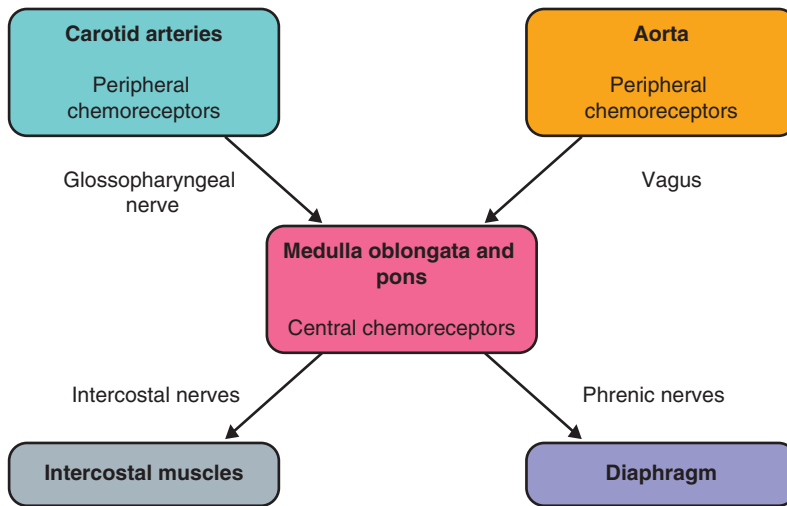 Carotid arteries
Peripheral
chemoreceptors
Aorta
Peripheral
chemoreceptors
Glossopharyngeal
nerve
Vagus
Medulla oblongata and
pons
Central chemoreceptors
Intercostal nerves
Phrenic nerves
Intercostal muscles
Diaphragm